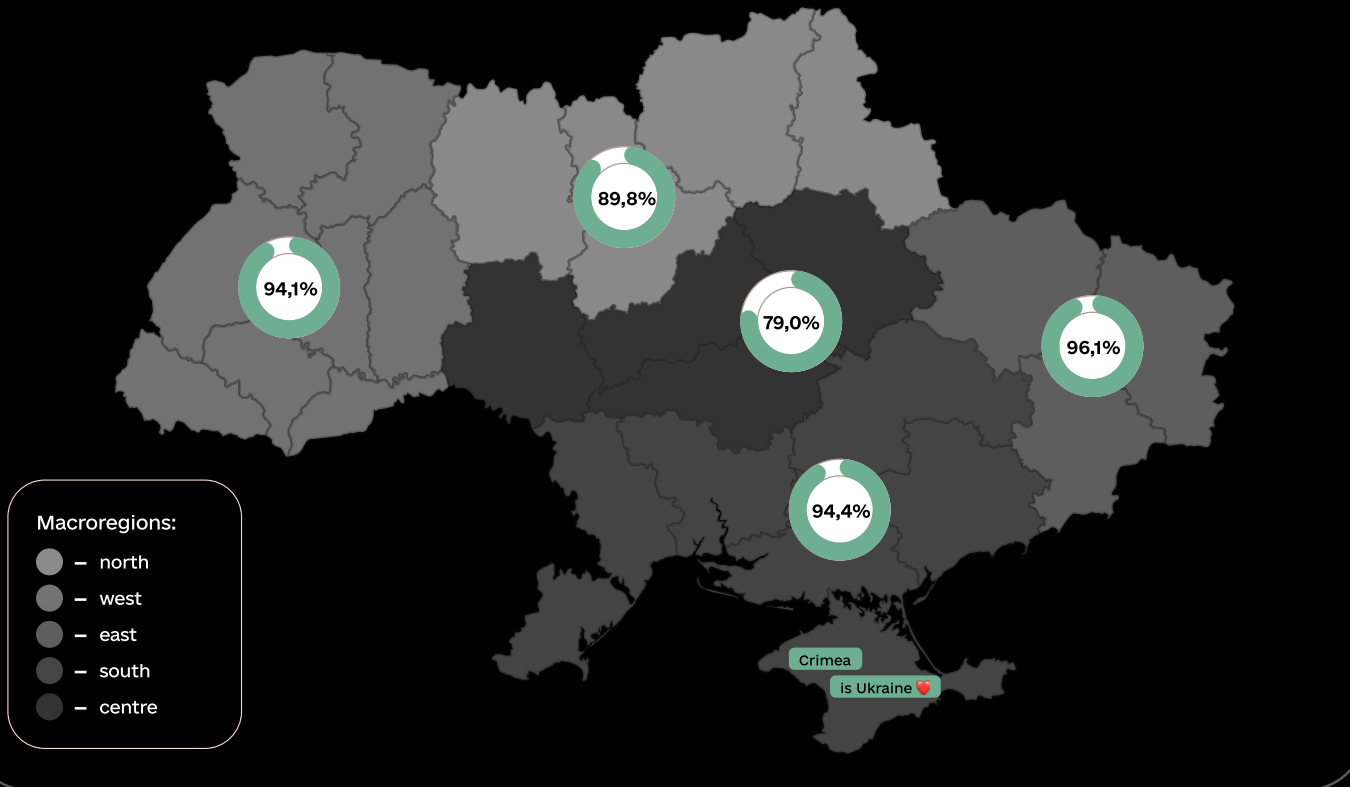 89,8%
94,1%
79,0%
96,1%
94,4%
Macroregions:
– north
– west
– east
– south
– centre
Crimea
is Ukraine ❤️